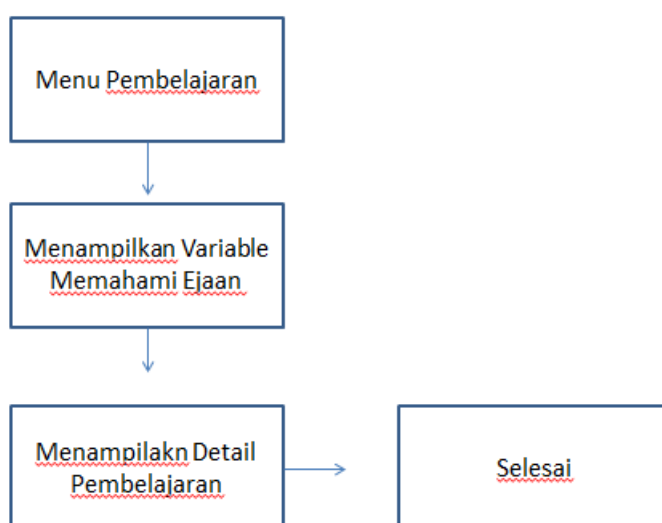 Menu Pembelajaran
Menampilkan Variable
Memahami Ejaan
Menampilakn Detail
Pembelajaran
Selesai